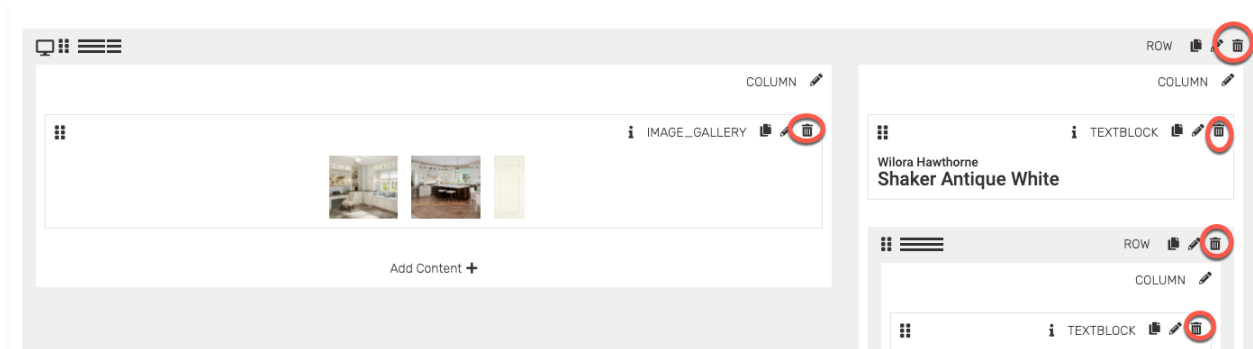 ROW
COLUMN
i IMAGE_GALLERY
Add Content +
COLUMN
i TEXTBLOCK
Wilora Hawthorne
Shaker Antique White
ROW
COLUMN
i TEXTBLOCK